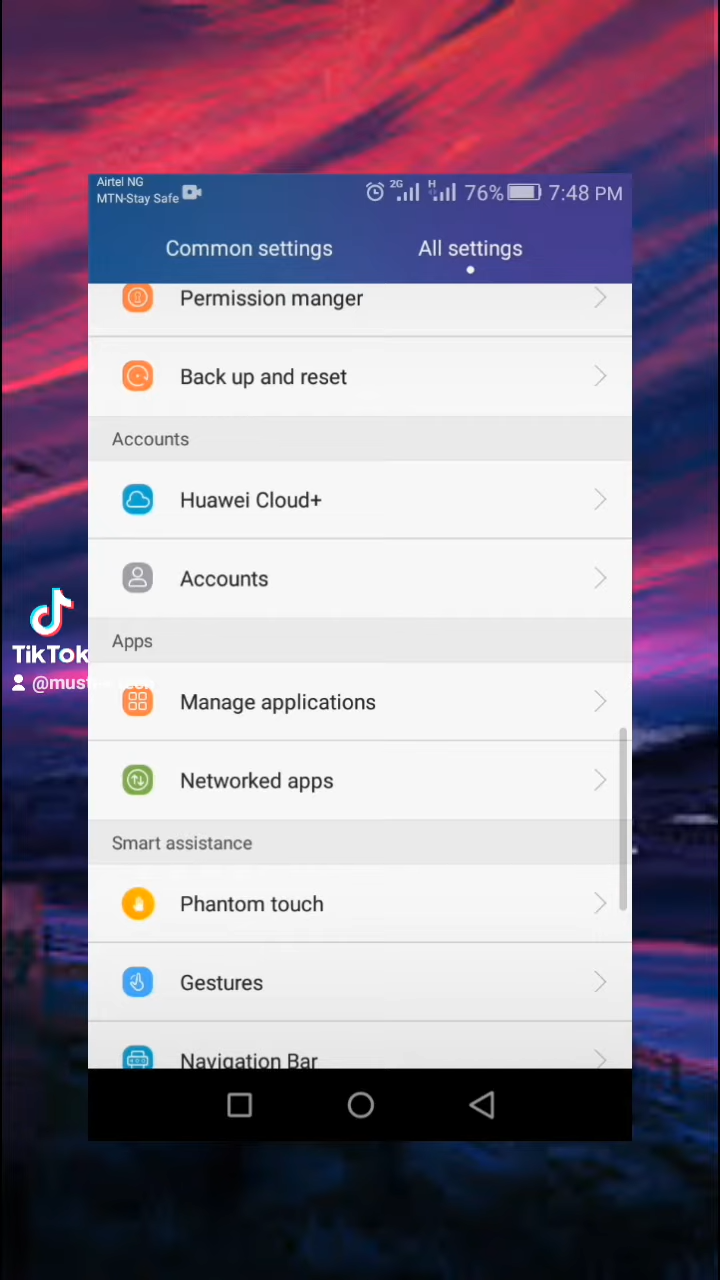 Airtel NG
MTN-Stay Safe
2G
H
76%
7:48 PM
Common settings
All settings
Permission manger
Back up and reset
Accounts
Huawei Cloud+
Accounts
Apps
Manage applications
Networked apps
Smart assistance
Phantom touch
Gestures
Navigation Bar
TikTok